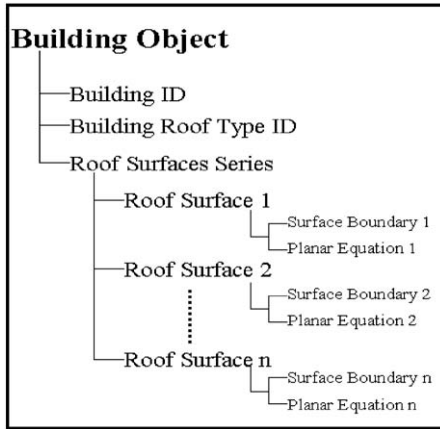 Building Object
Building ID
Building Roof Type ID
Roof Surfaces Series
Roof Surface 1
Surface Boundary 1
Planar Equation 1
Roof Surface 2
Surface Boundary 2
Planar Equation 2
Roof Surface n
Surface Boundary n
Planar Equation n